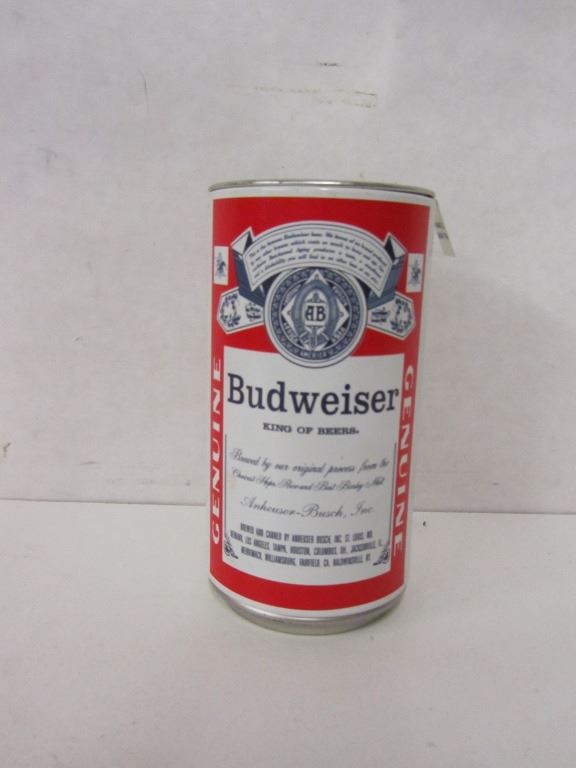 AB
AMERICA
GENUINE
Budweiser
KING OF BEERS®
GENUINE
Brewed by our original process from the
Choicest Hops, Rice and Best Barley Malt
Anheuser-Busch, Inc.
BREWED AND CANNED BY ANHEUSER BUSCH, INC. ST. LOUIS, MO.
NEWARK, LOS ANGELES, TAMPA, HOUSTON, COLUMBUS, OH. JACKSONVILLE, FL.
MERRIMACK, WILLIAMSBURG, FAIRFIELD, CA. BALDWINSVILLE, NY.